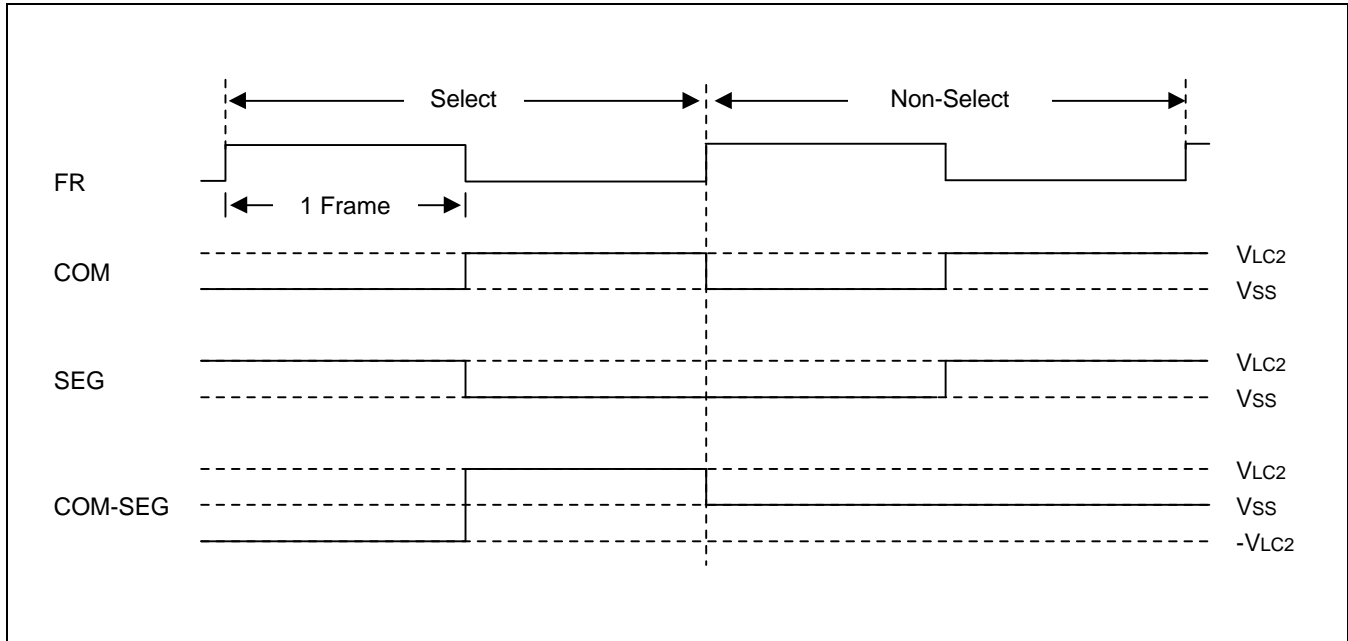 Select
Non-Select
FR
1 Frame
COM
VLC2
VSS
SEG
VLC2
VSS
COM-SEG
VLC2
VSS
-VLC2